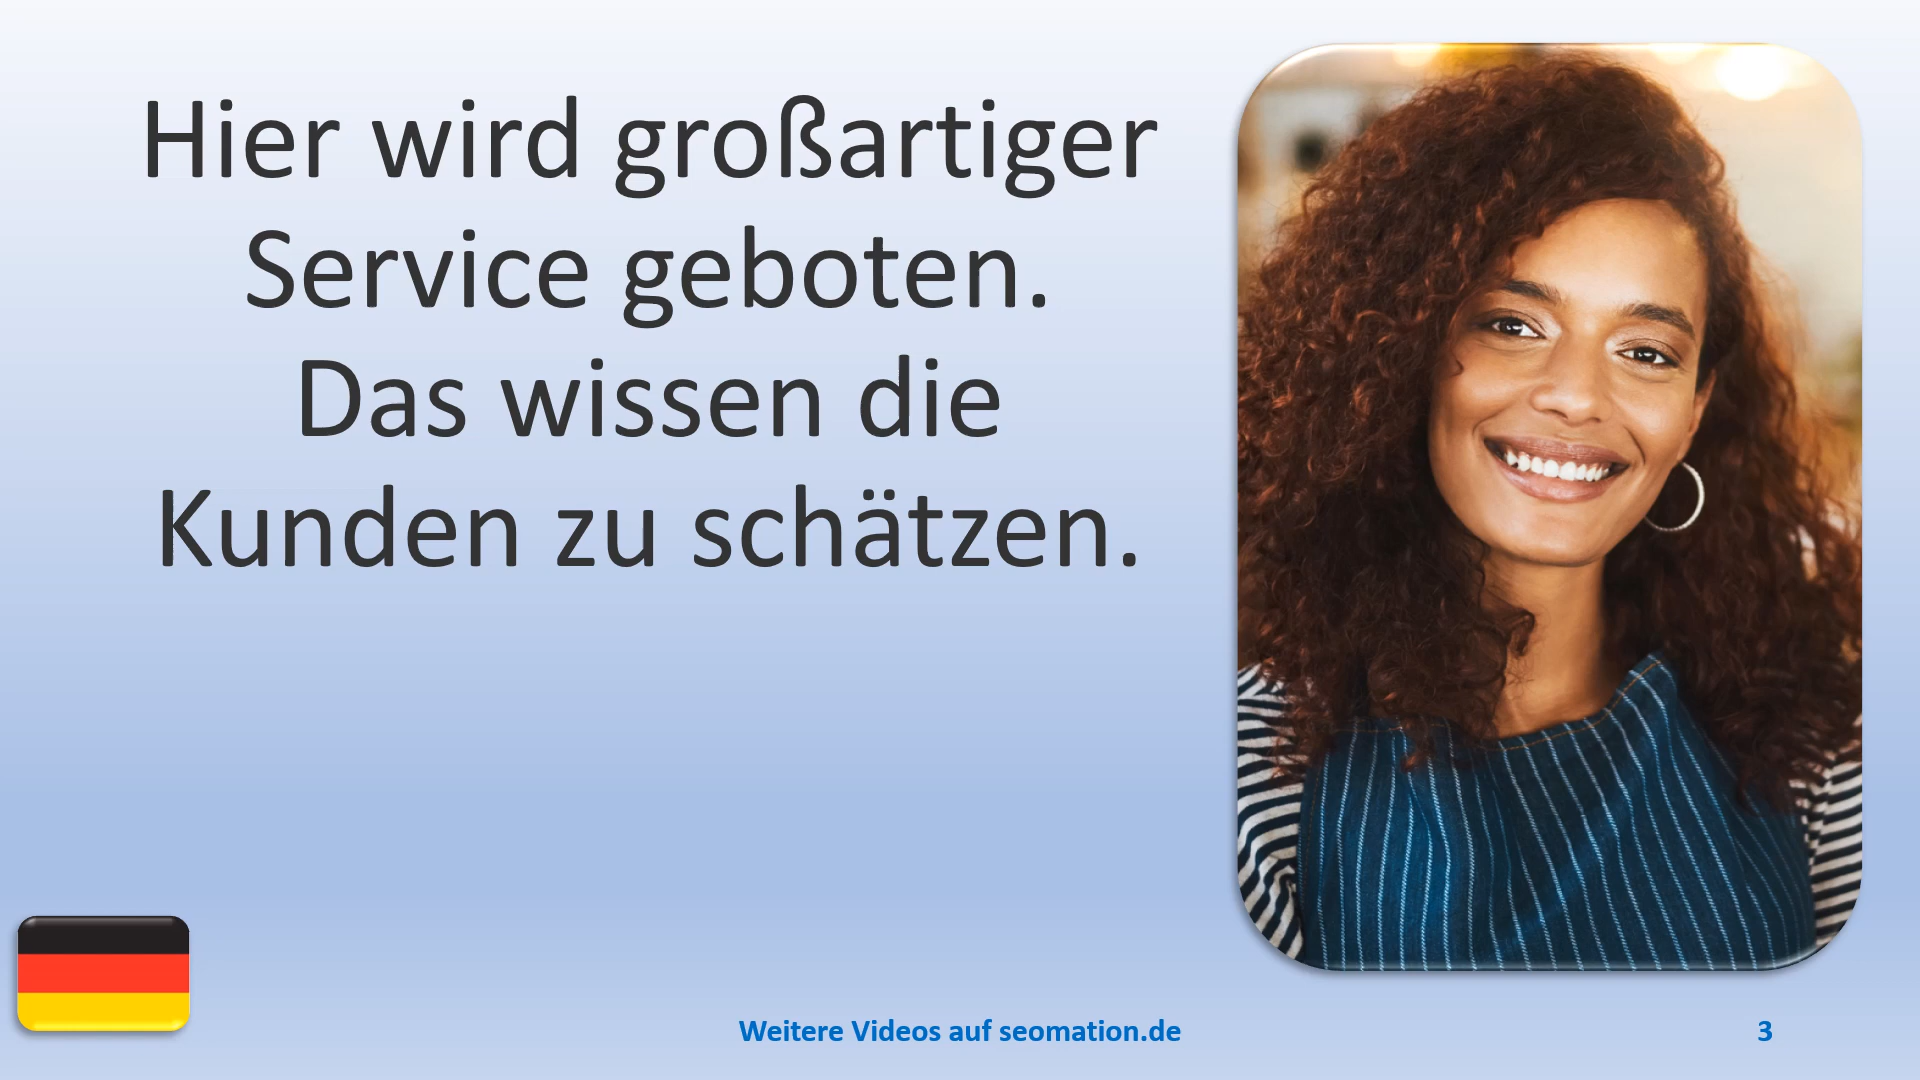 Hier wird großartiger
Service geboten.
Das wissen die
Kunden zu schätzen.
Weitere Videos auf seomation.de
3